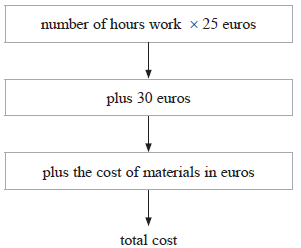 number of hours work × 25 euros
plus 30 euros
plus the cost of materials in euros
total cost